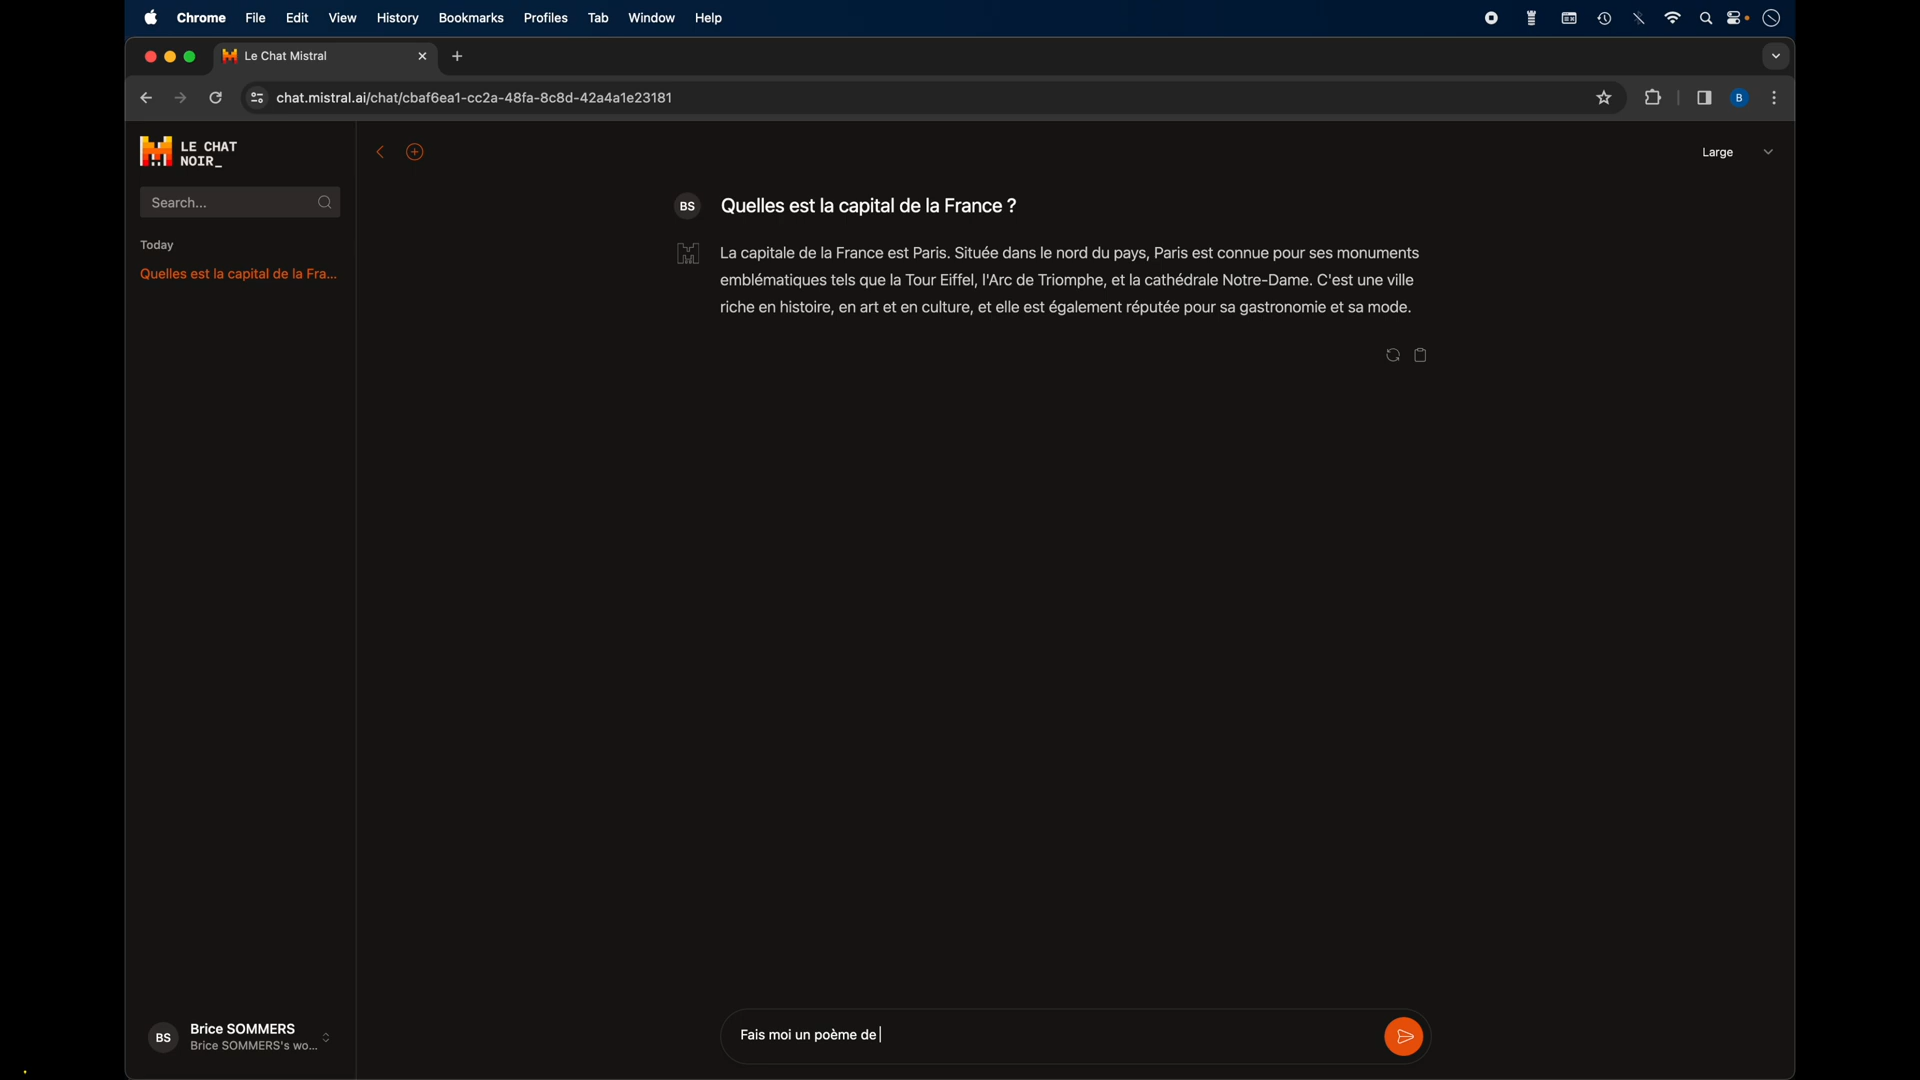 Chrome File Edit View History Bookmarks Profiles Tab Window Help
Le Chat Mistral
chat.mistral.ai/chat/cbaf6ea1-cc2a-48fa-8c8d-42a4a1e23181
B
LE CHAT
NOIR_
Large
Search...
Today
Quelles est la capital de la Fra...
BS
Quelles est la capital de la France ?
La capitale de la France est Paris. Située dans le nord du pays, Paris est connue pour ses monuments
emblématiques tels que la Tour Eiffel, l'Arc de Triomphe, et la cathédrale Notre-Dame. C'est une ville
riche en histoire, en art et en culture, et elle est également réputée pour sa gastronomie et sa mode.
BS
Brice SOMMERS
Brice SOMMERS's wo...
Fais moi un poème de